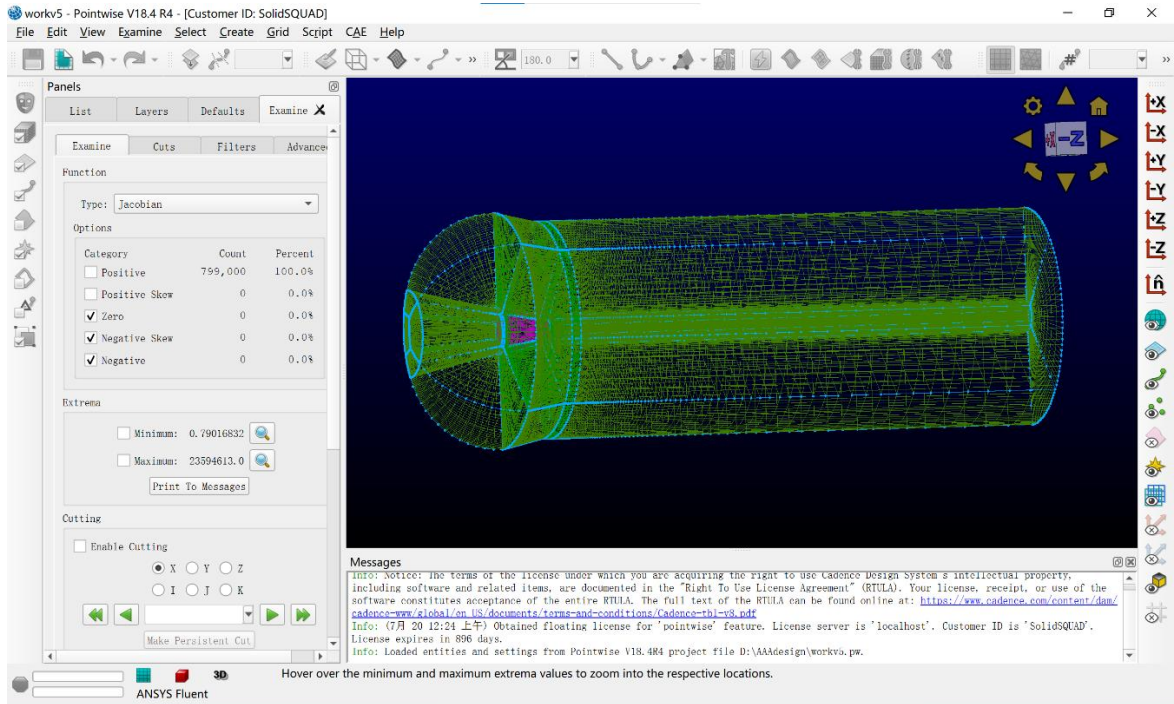 workv5 - Pointwise V18.4 R4 - [Customer ID: SolidSQUAD]
File Edit View Examine Select Create Grid Script CAE Help
180.0
Panels
List Layers Defaults Examine
Examine Cuts Filters Advance
Function
Type: Jacobian
Options
Category Count Percent
Positive 799,000 100.0%
Positive Skew 0 0.0%
Zero 0 0.0%
Negative Skew 0 0.0%
Negative 0 0.0%
Extrema
Minimum: 0.79016832
Maximum: 23594613.0
Print To Messages
Cutting
Enable Cutting
X Y Z
I J K
Make Persistent Cut
+X -Z
+X
-X
+Y
-Y
+Z
-Z
n̂
Messages
Info: Notice: The terms of the license under which you are acquiring the right to use Cadence Design System's intellectual property,
including software and related items, are documented in the "Right To Use License Agreement" (RTULA). Your license, receipt, or use of the
software constitutes acceptance of the entire RTULA. The full text of the RTULA can be found online at: https://www.cadence.com/content/dam/
cadence-www/global/en_US/documents/terms-and-conditions/Cadence-tbl-v8.pdf
Info: (7月 20 12:24 上午) Obtained floating license for 'pointwise' feature. License server is 'localhost'. Customer ID is 'SolidSQUAD'.
License expires in 896 days.
Info: Loaded entities and settings from Pointwise V18.4R4 project file D:\AAAdesign\workv5.pw.
3D
Hover over the minimum and maximum extrema values to zoom into the respective locations.
ANSYS Fluent